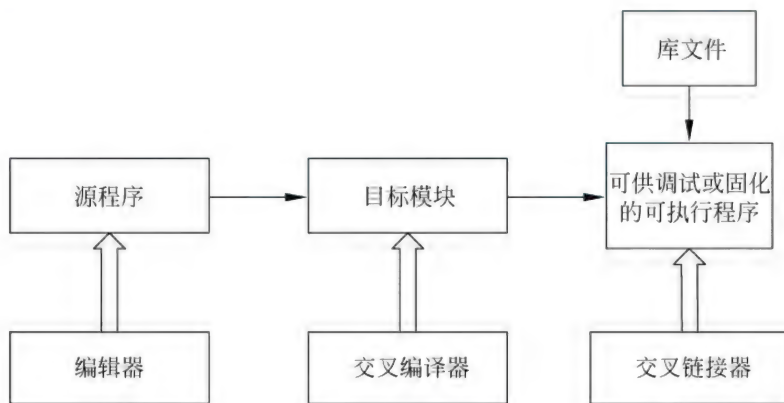 库文件
源程序
目标模块
可供调试或固化
的可执行程序
编辑器
交叉编译器
交叉链接器